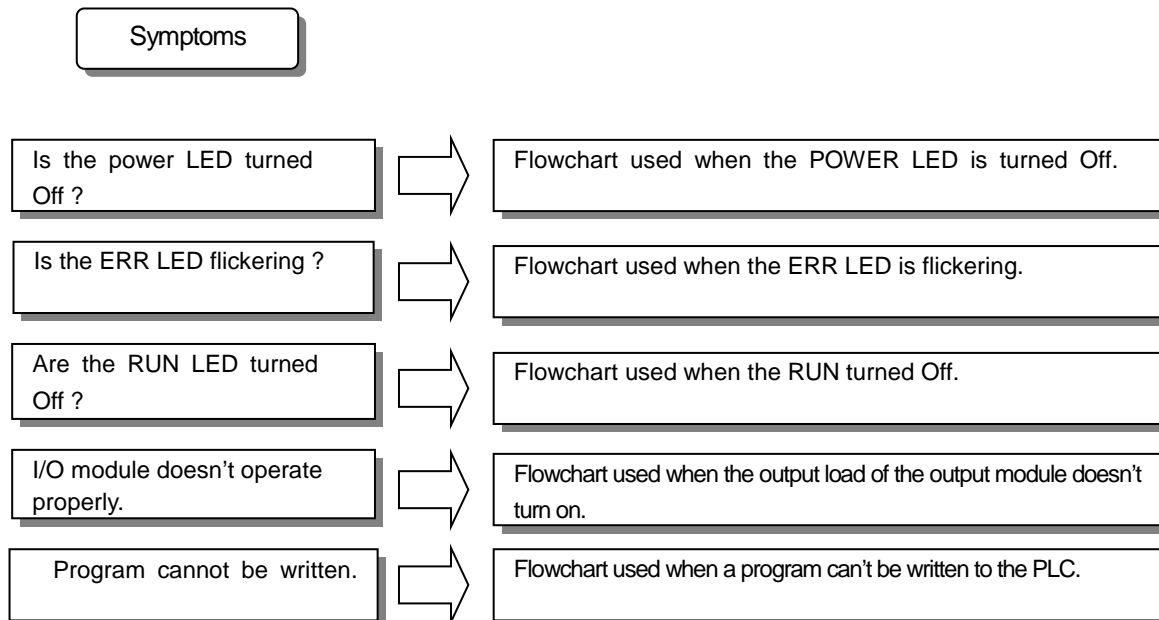 Symptoms
Is the power LED turned
Off ?
Flowchart used when the POWER LED is turned Off.
Is the ERR LED flickering ?
Flowchart used when the ERR LED is flickering.
Are the RUN LED turned
Off ?
Flowchart used when the RUN turned Off.
I/O module doesn't operate
properly.
Flowchart used when the output load of the output module doesn't
turn on.
Program cannot be written.
Flowchart used when a program can't be written to the PLC.